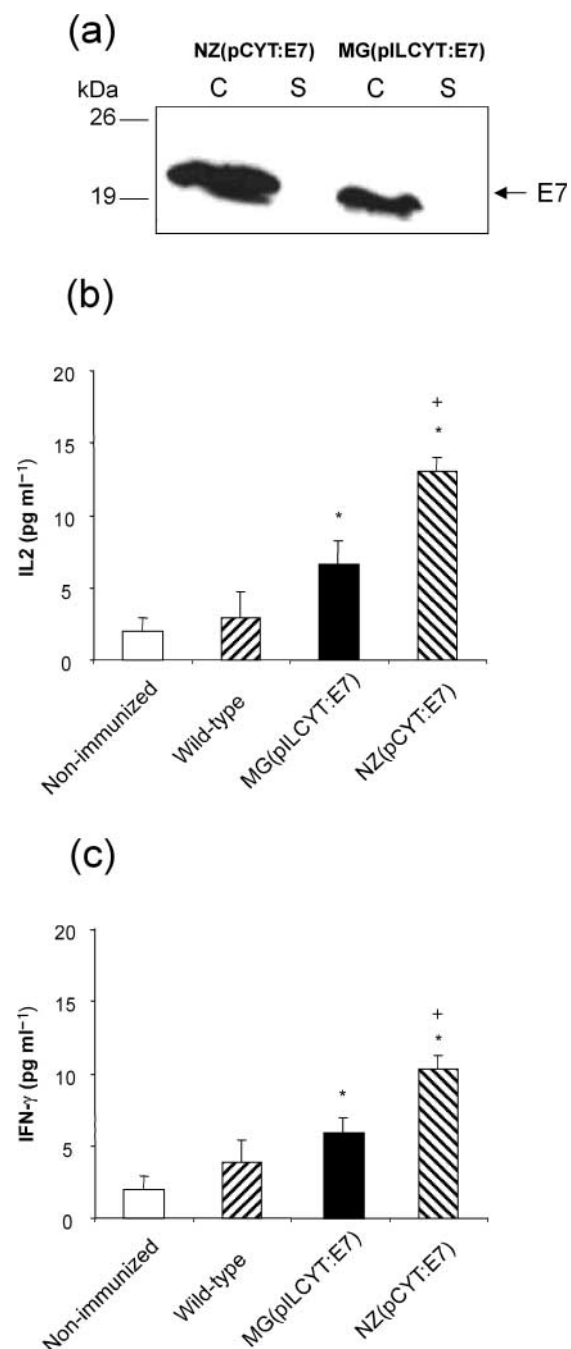 (a)
NZ(pCYT:E7) MG(pILCYT:E7)
kDa C S C S
26
19
E7
(b)
20
15
10
5
0
IL2 (pg ml⁻¹)
+
*
*
Non-immunized
Wild-type
MG(pILCYT:E7)
NZ(pCYT:E7)
(c)
20
15
10
5
0
IFN-γ (pg ml⁻¹)
+
*
*
Non-immunized
Wild-type
MG(pILCYT:E7)
NZ(pCYT:E7)